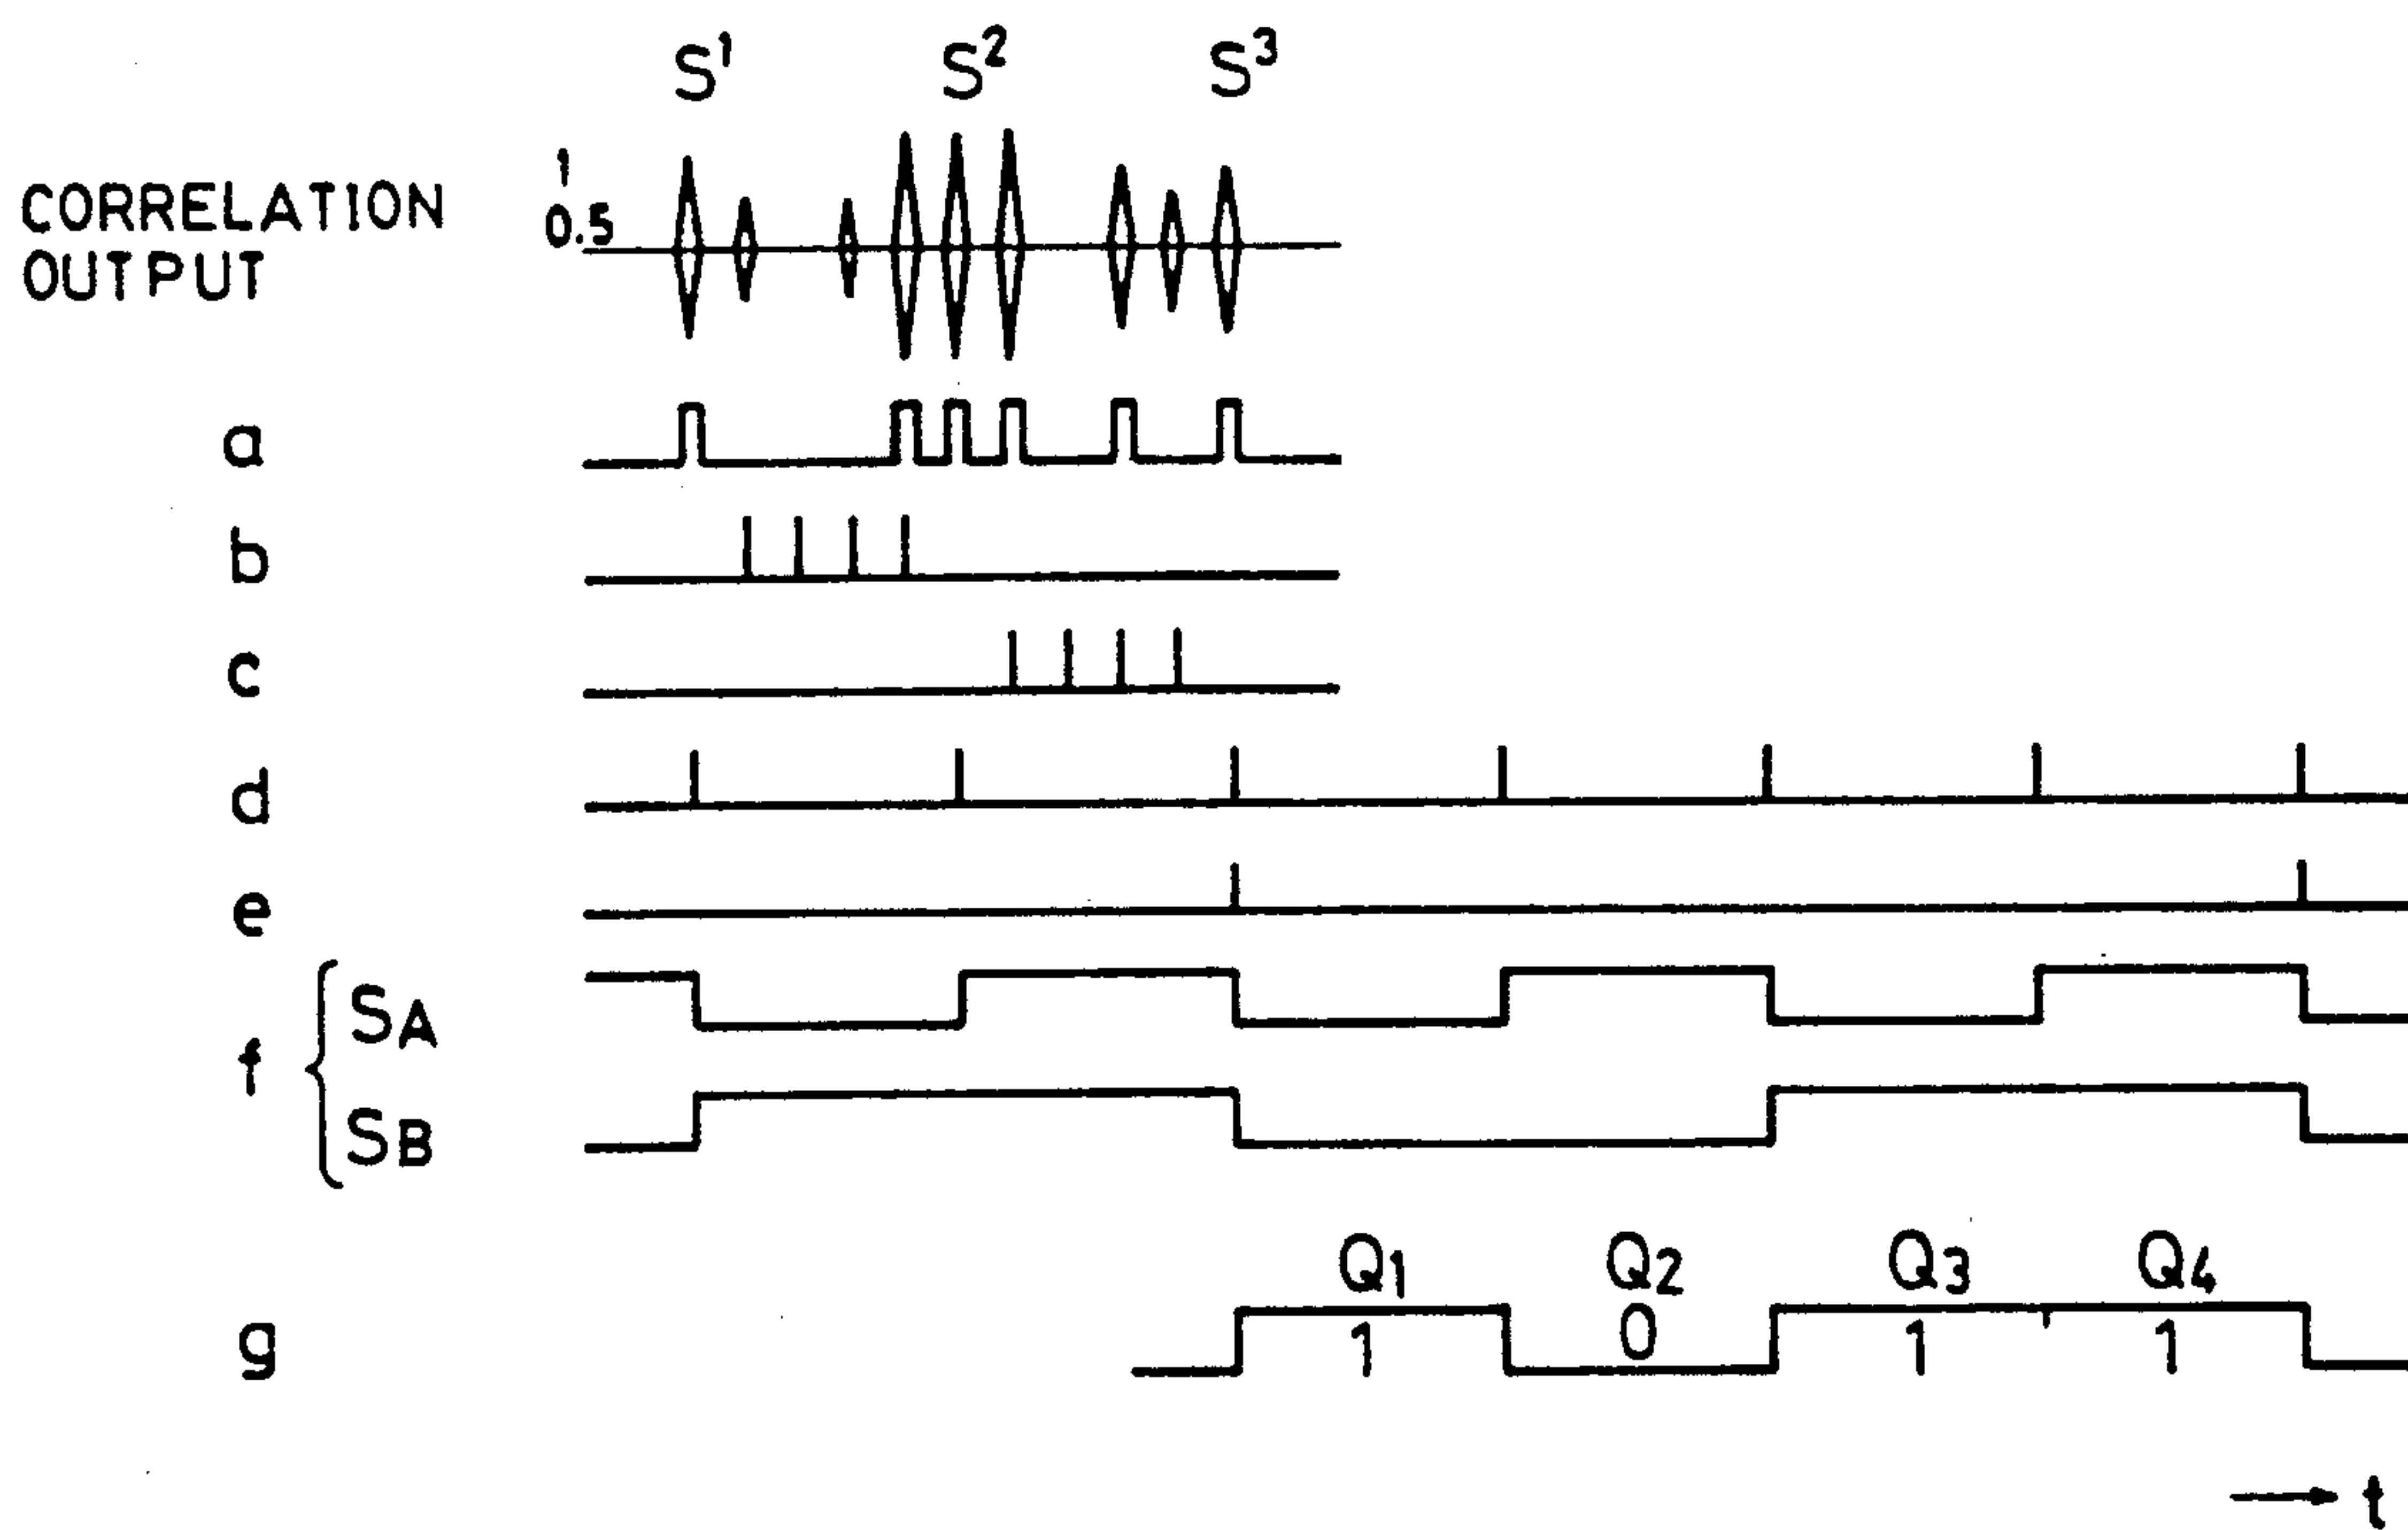 S¹ S² S³
1
CORRELATION
OUTPUT
0.5
a
b
c
d
e
f
SA
SB
Q1 Q2 Q3 Q4
g
1 0 1 1
t